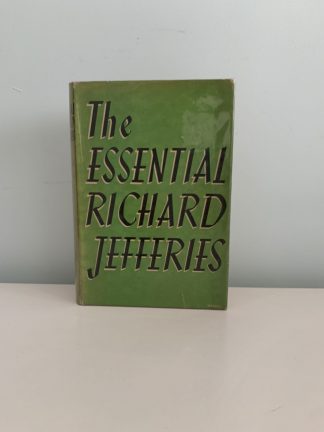 The
ESSENTIAL
RICHARD
JEFFERIES